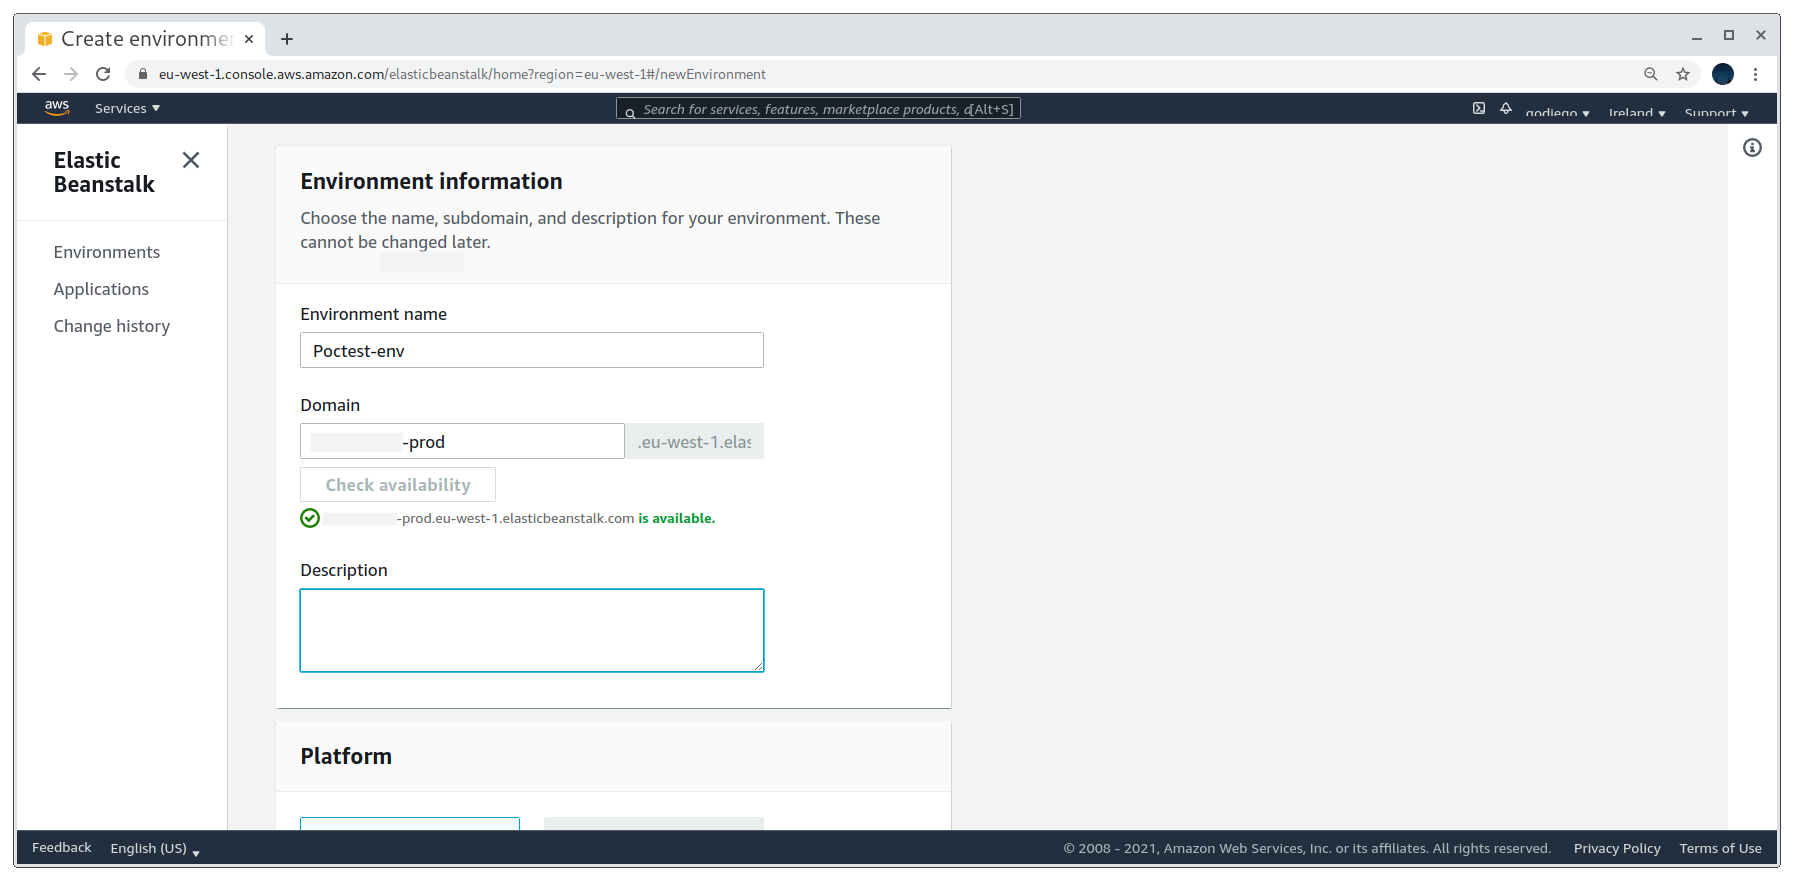 Create environme
eu-west-1.console.aws.amazon.com/elasticbeanstalk/home?region=eu-west-1#/newEnvironment
aws
Services
Search for services, features, marketplace products, [Alt+S]
godiego
Ireland
Support
Elastic
Beanstalk
Environments
Applications
Change history
Environment information
Choose the name, subdomain, and description for your environment. These
cannot be changed later.
Environment name
Poctest-env
Domain
-prod
.eu-west-1.elas
Check availability
-prod.eu-west-1.elasticbeanstalk.com is available.
Description
Platform
Feedback
English (US)
© 2008 - 2021, Amazon Web Services, Inc. or its affiliates. All rights reserved.
Privacy Policy
Terms of Use